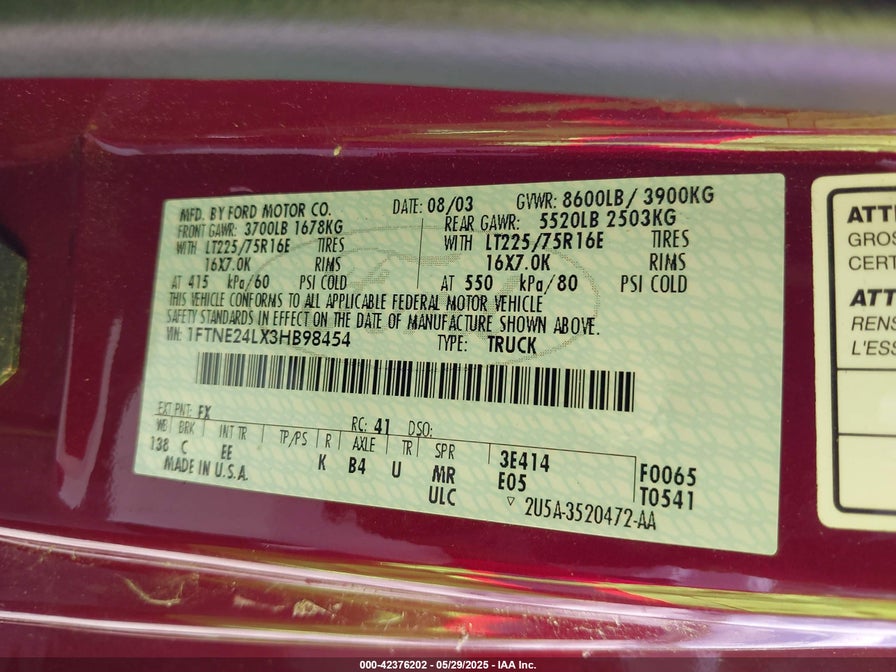 MFD. BY FORD MOTOR CO. DATE: 08/03 GVWR: 8600LB/ 3900KG
FRONT GAWR: 3700LB 1678KG REAR GAWR: 5520LB 2503KG
WITH LT225/75R16E TIRES WITH LT225/75R16E TIRES
16X7.0K RIMS 16X7.0K RIMS
AT 415 kPa/60 PSI COLD AT 550 kPa/80 PSI COLD
THIS VEHICLE CONFORMS TO ALL APPLICABLE FEDERAL MOTOR VEHICLE
SAFETY STANDARDS IN EFFECT ON THE DATE OF MANUFACTURE SHOWN ABOVE.
VIN: 1FTNE24LX3HB98454 TYPE: TRUCK
EXT PNT: FX RC: 41 DSO:
WB BRK INT TR TP/PS R AXLE TR SPR
138 C EE K B4 U MR 3E414 F0065
MADE IN U.S.A. ULC E05 T0541
2U5A-3520472-AA
ATT
GROS
CERT
ATT
RENS
L'ESS
000-42376202 - 05/29/2025 - IAA Inc.